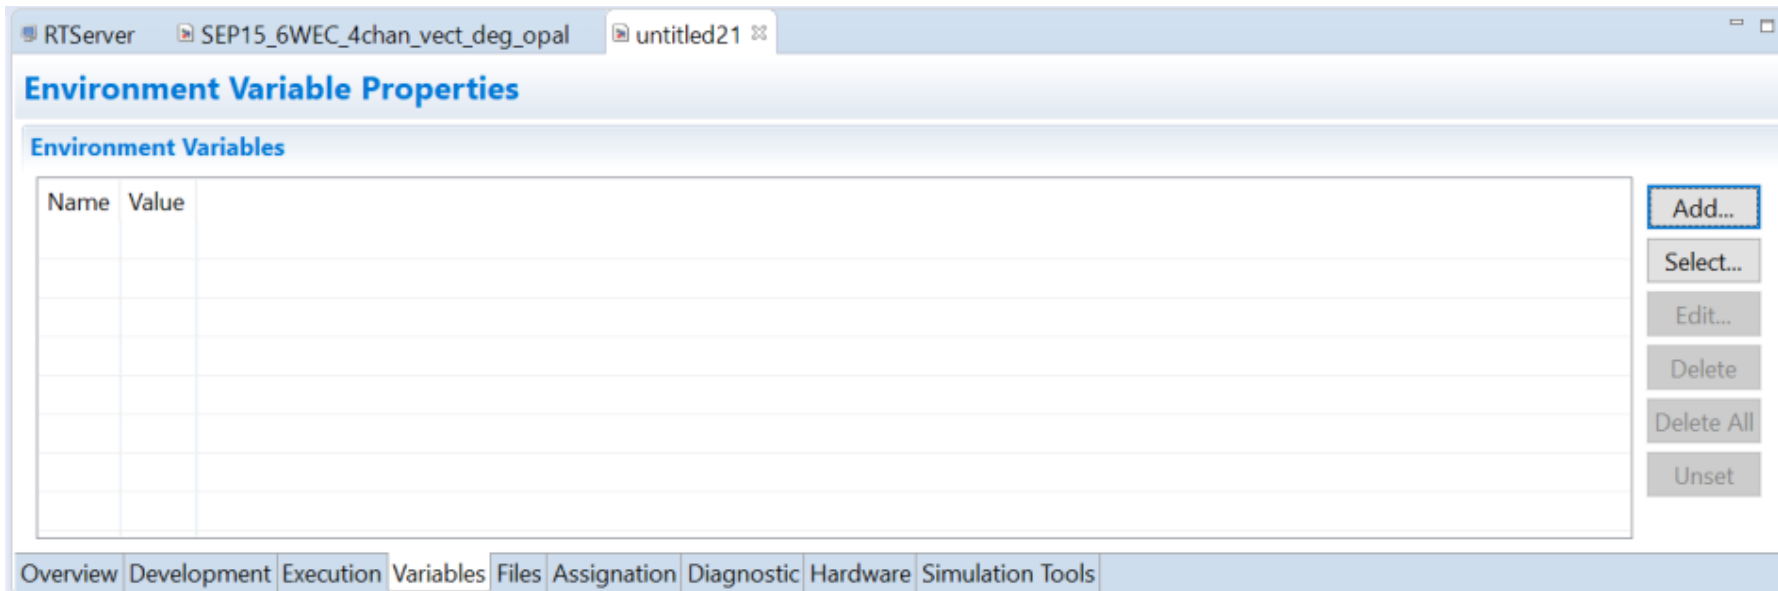 RTServer SEP15_6WEC_4chan_vect_deg_opal untitled21
Environment Variable Properties
Environment Variables
Name Value
Add...
Select...
Edit...
Delete
Delete All
Unset
Overview Development Execution Variables Files Assignation Diagnostic Hardware Simulation Tools